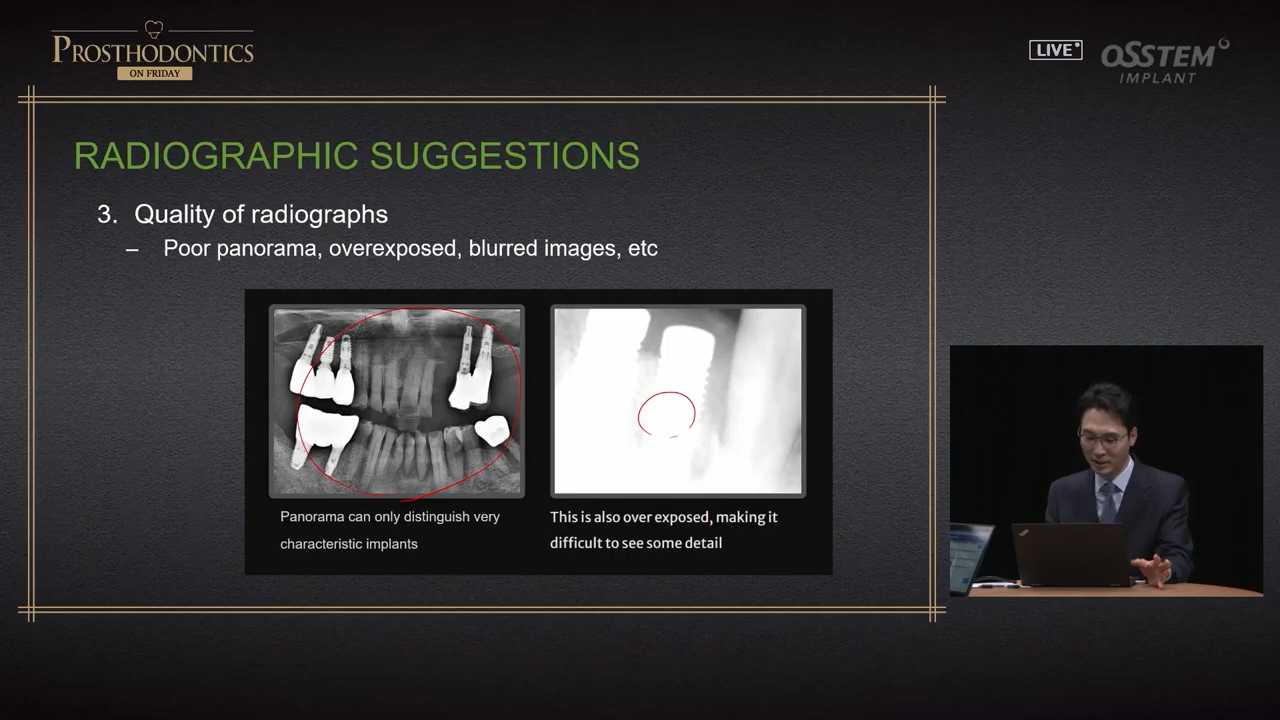 PROSTHODONTICS
ON FRIDAY
LIVE
OSSTEM
IMPLANT
RADIOGRAPHIC SUGGESTIONS
3. Quality of radiographs
– Poor panorama, overexposed, blurred images, etc
Panorama can only distinguish very
characteristic implants
This is also over exposed, making it
difficult to see some detail